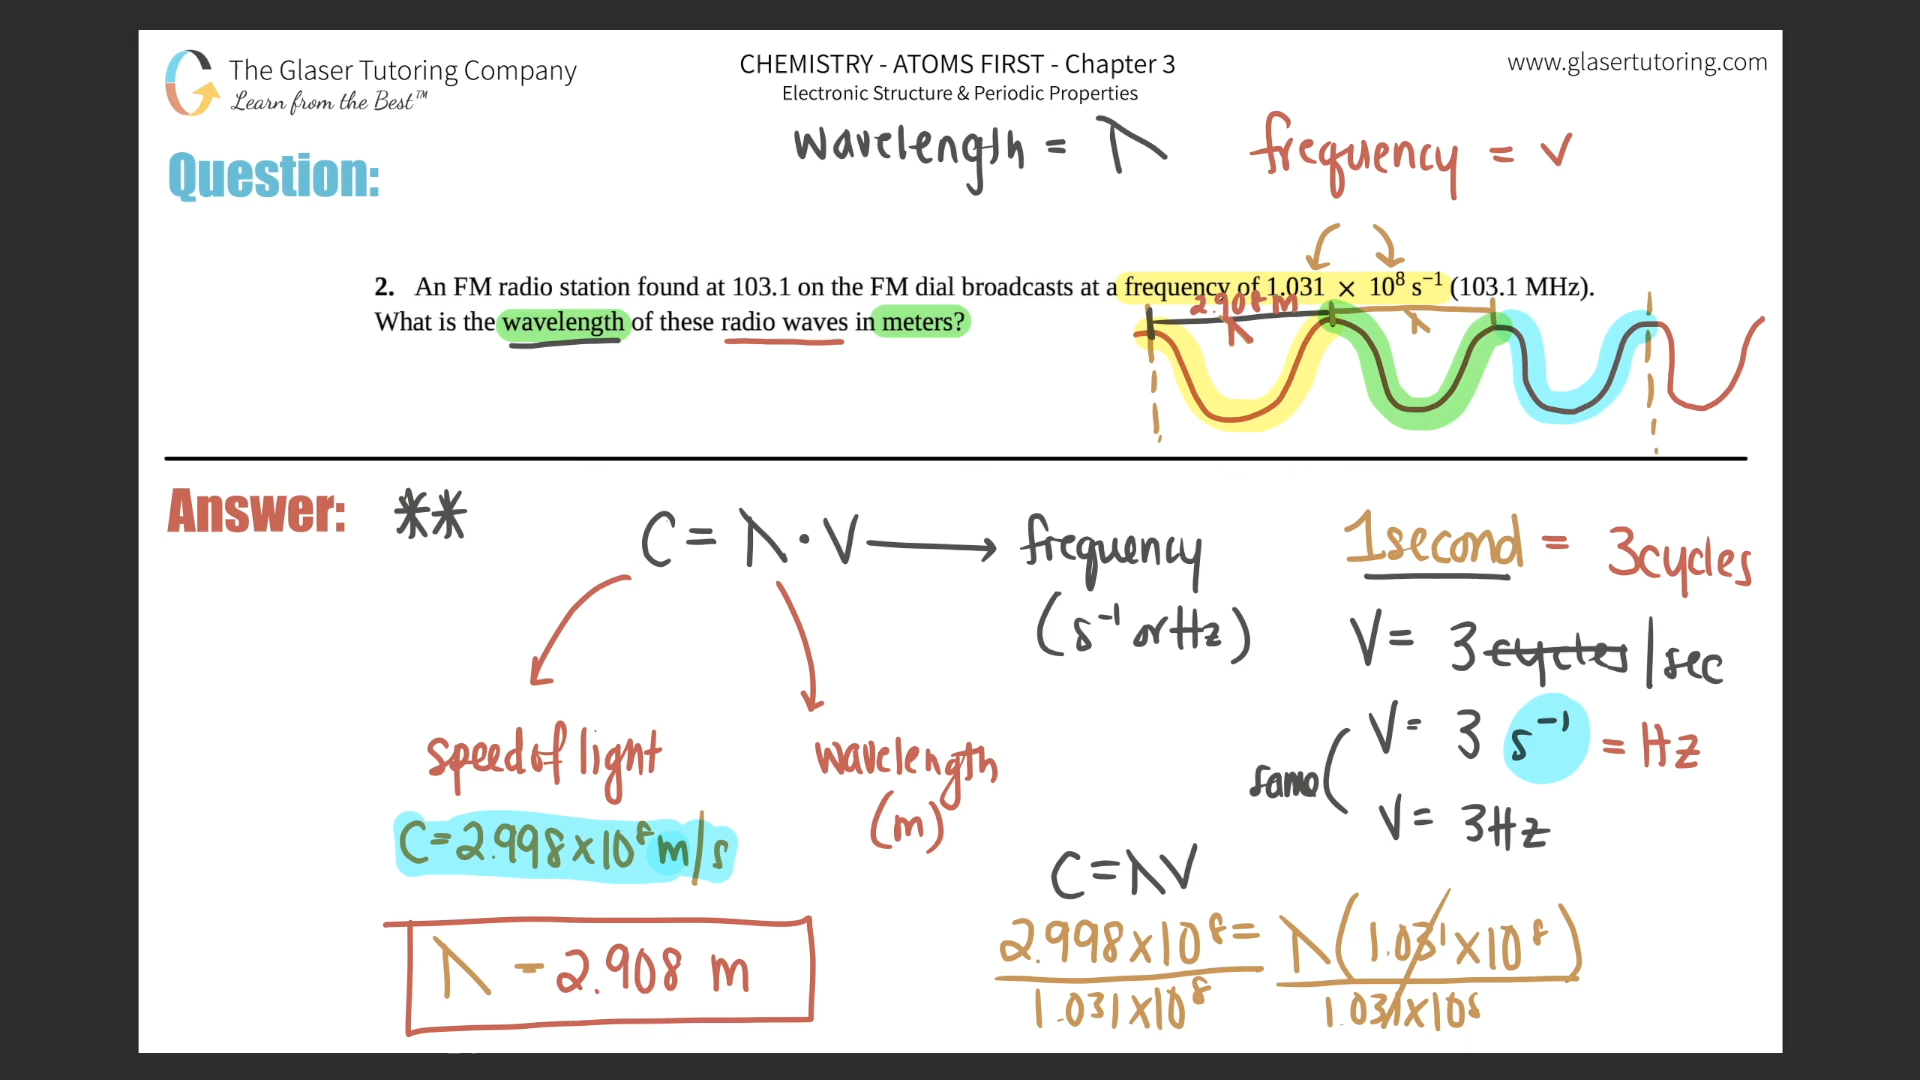 The Glaser Tutoring Company
Learn from the Best™
CHEMISTRY - ATOMS FIRST - Chapter 3
Electronic Structure & Periodic Properties
www.glasertutoring.com
wavelength = λ
frequency = ν
Question:
2. An FM radio station found at 103.1 on the FM dial broadcasts at a frequency of 1.031 × 10⁸ s⁻¹ (103.1 MHz).
What is the wavelength of these radio waves in meters?
2.908 m
λ
λ
Answer: **
C = λ · ν → frequency
(s⁻¹ or Hz)
speed of light
C = 2.998 x 10⁸ m/s
wavelength
(m)
λ = 2.908 m
1 second = 3 cycles
V = 3 cycles / sec
V = 3 s⁻¹ = Hz
same
V = 3 Hz
C = λν
2.998 x 10⁸ = λ (1.031 x 10⁸)
1.031 x 10⁸ 1.031 x 10⁸